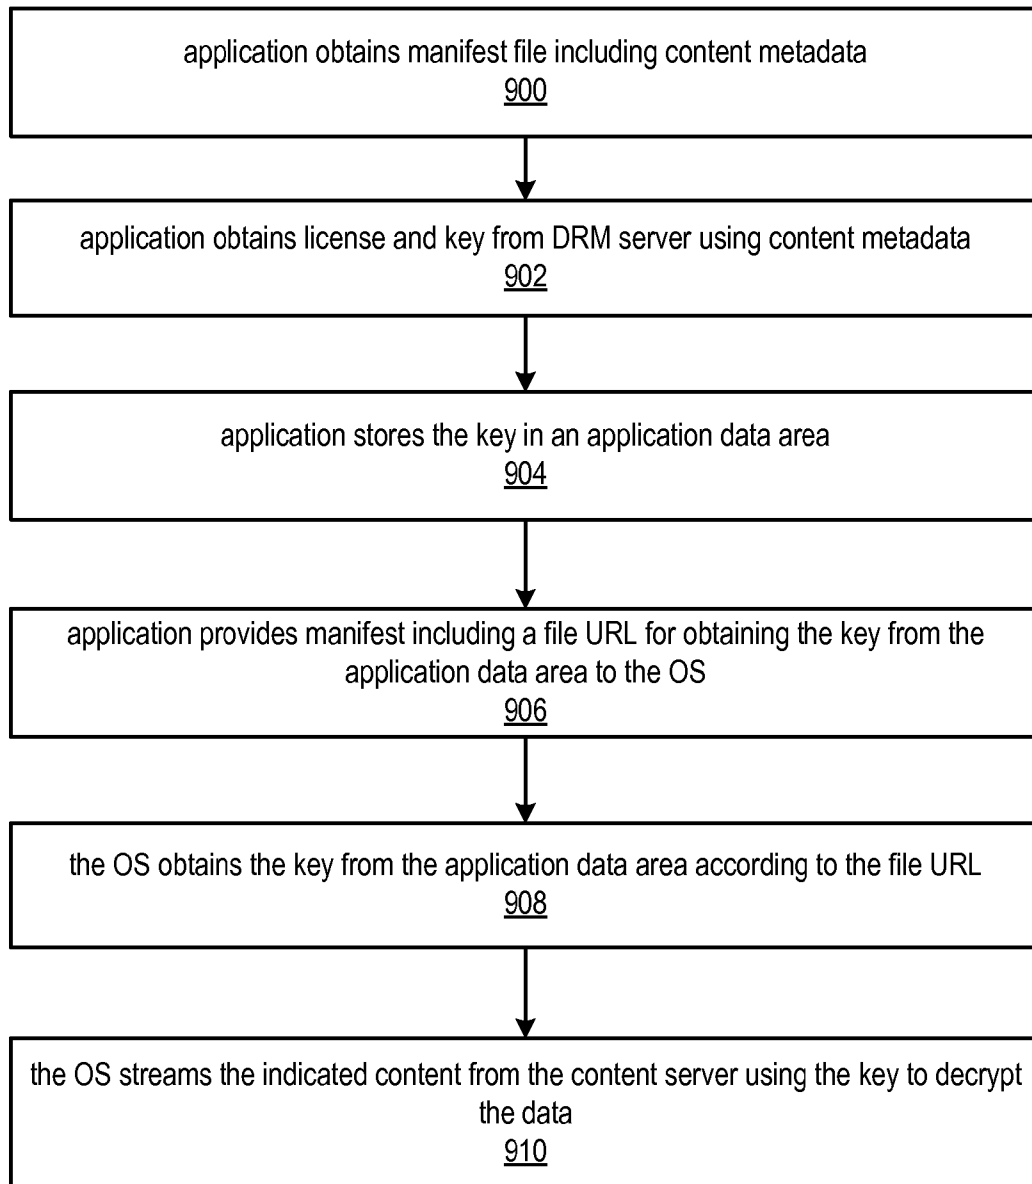 application obtains manifest file including content metadata
900
application obtains license and key from DRM server using content metadata
902
application stores the key in an application data area
904
application provides manifest including a file URL for obtaining the key from the
application data area to the OS
906
the OS obtains the key from the application data area according to the file URL
908
the OS streams the indicated content from the content server using the key to decrypt
the data
910